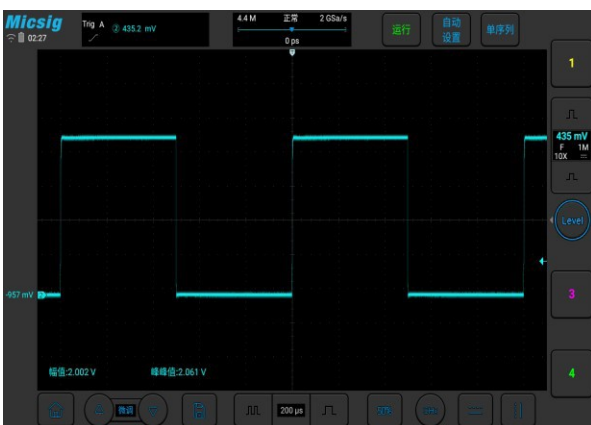 Micsig
02:27
Trig A ② 435.2 mV
4.4 M 正常 2 GSa/s
0 ps
运行
自动
设置
单序列
1
435 mV
F 1M
10X
Level
-957 mV 2
3
幅值:2.002 V 峰峰值:2.061 V
4
微调
200 µs